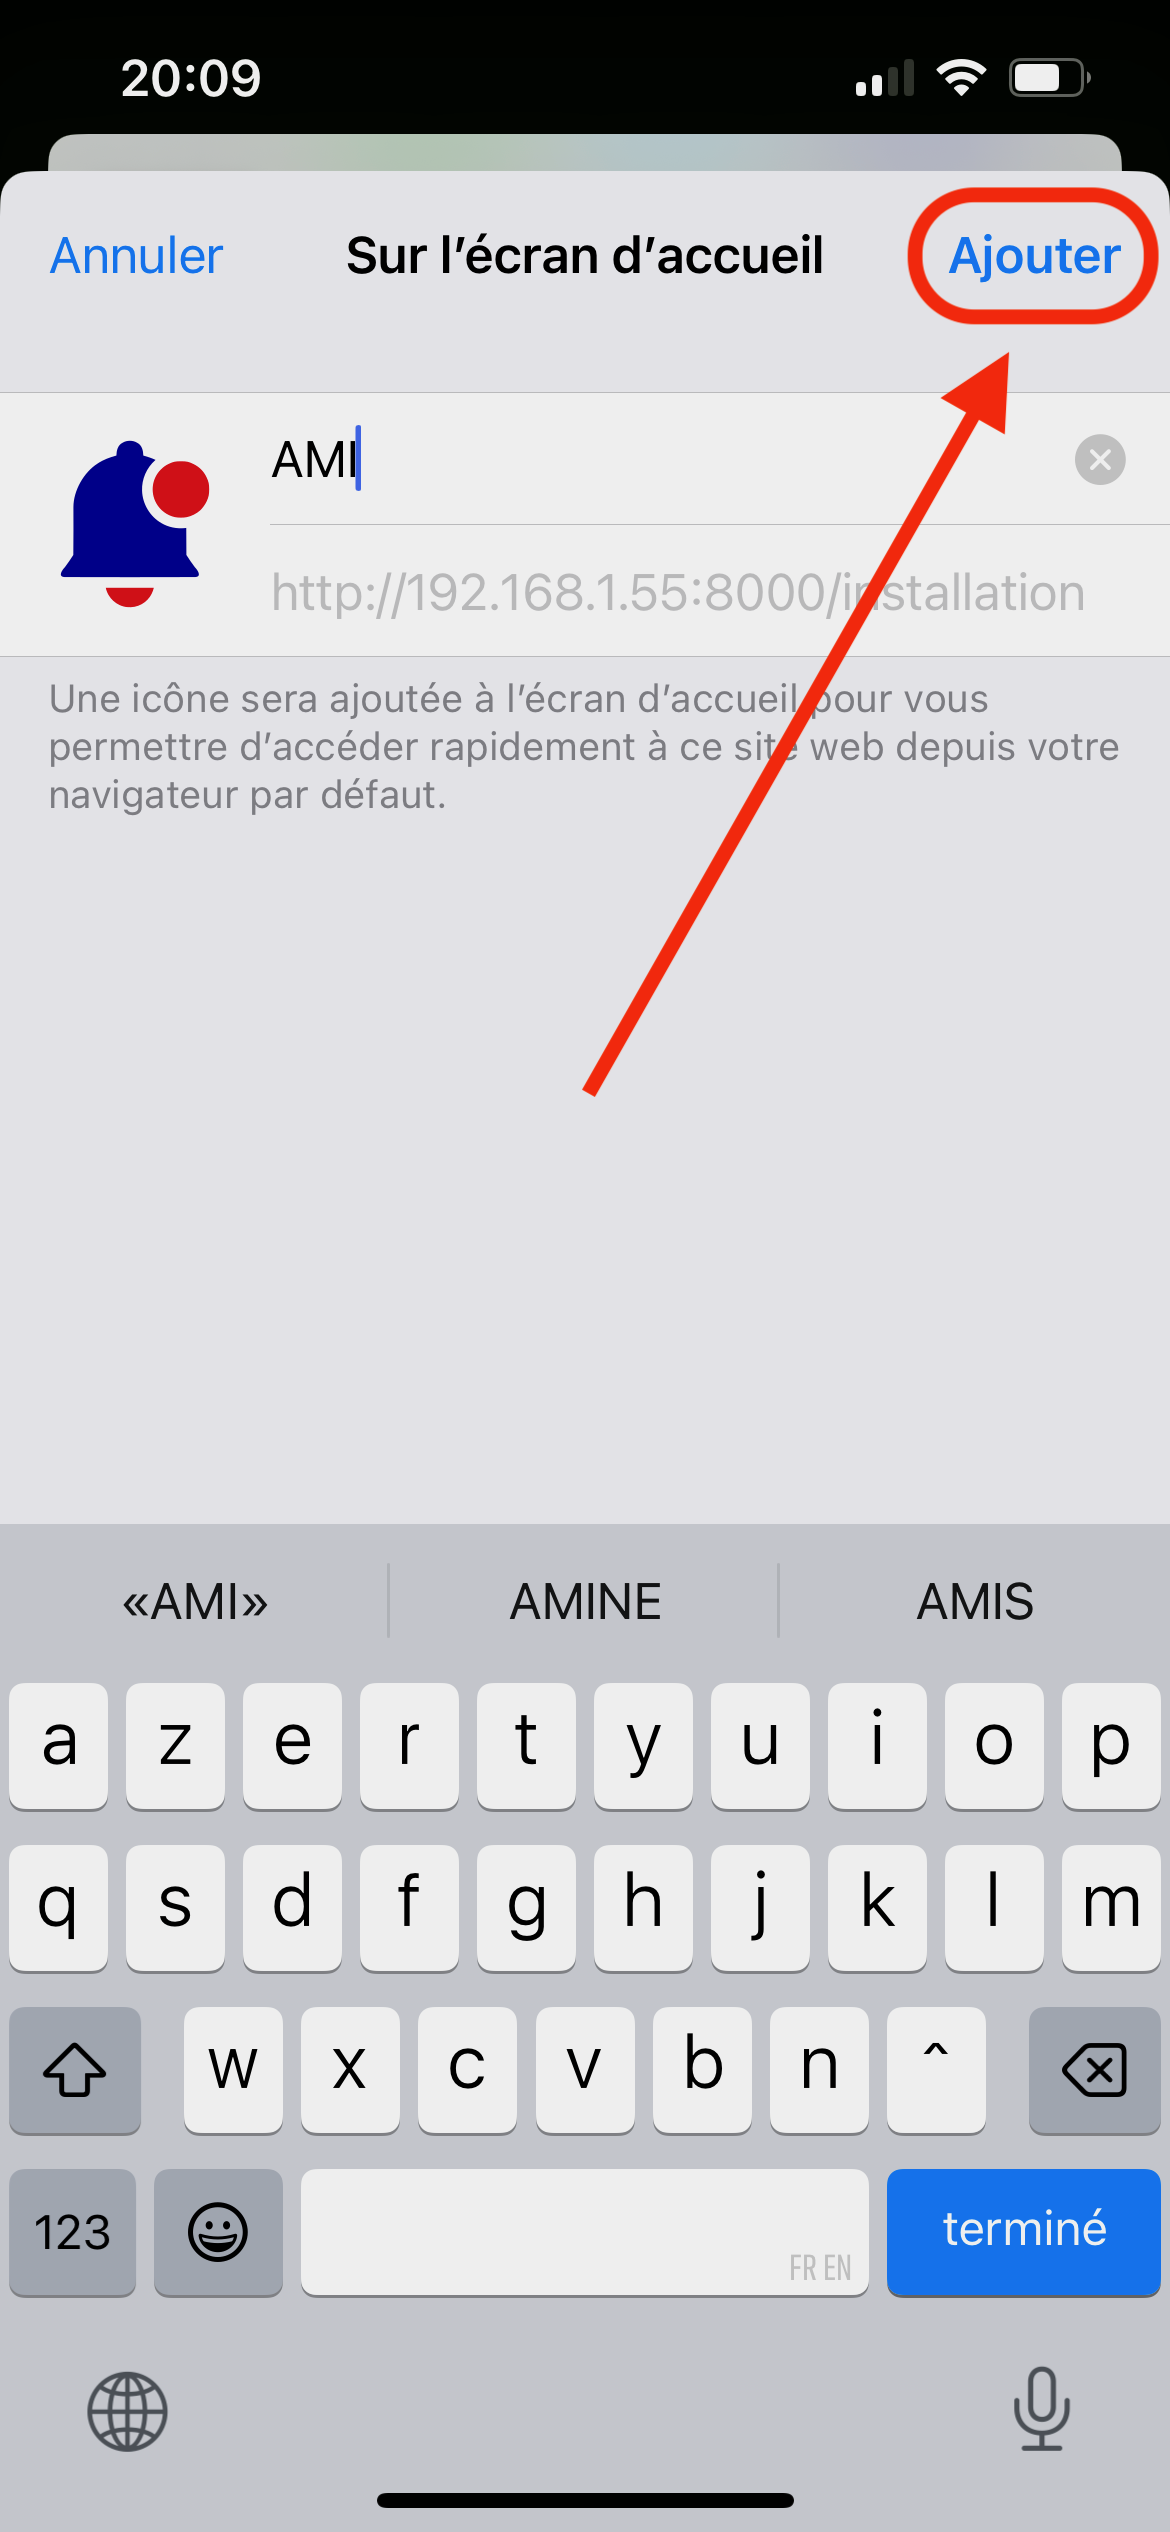 20:09
Annuler
Sur l’écran d’accueil
Ajouter
AMI
http://192.168.1.55:8000/installation
Une icône sera ajoutée à l’écran d’accueil pour vous
permettre d’accéder rapidement à ce site web depuis votre
navigateur par défaut.
«AMI» AMINE AMIS
a z e r t y u i o p
q s d f g h j k l m
w x c v b n ^
123
FR EN
terminé